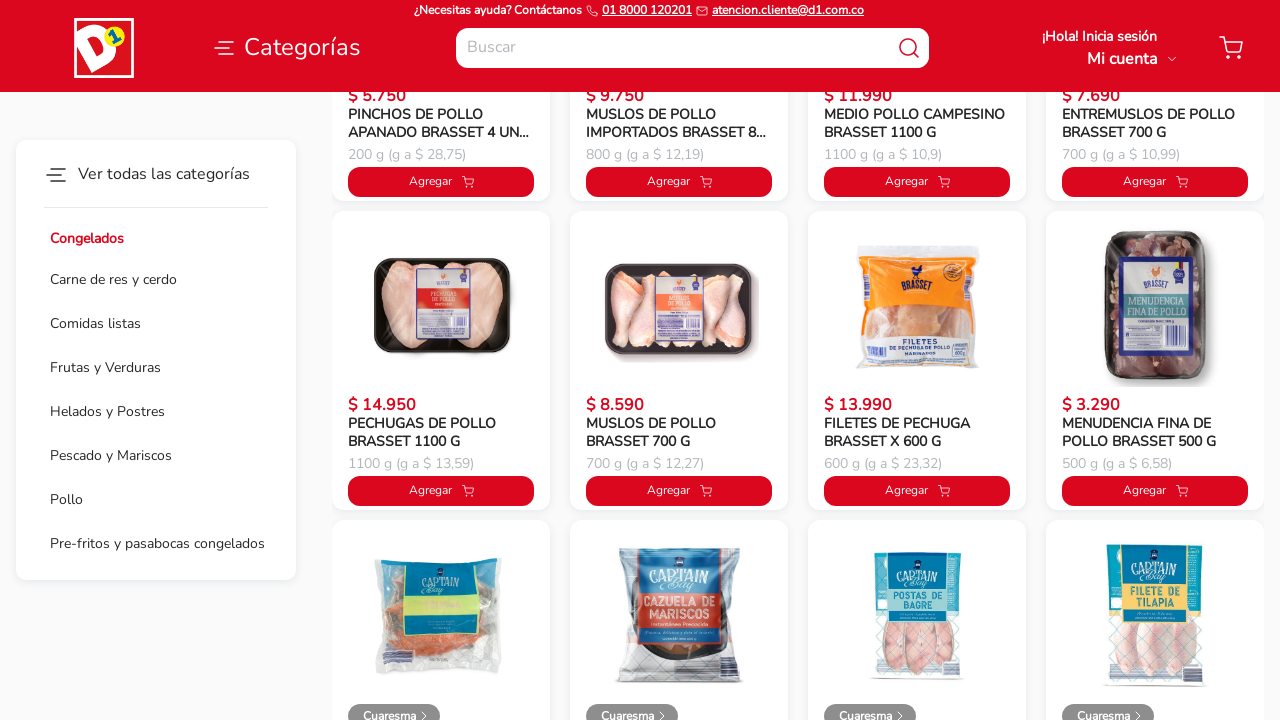 ¿Necesitas ayuda? Contáctanos 01 8000 120201 atencion.cliente@d1.com.co
D1
Categorías
Buscar
¡Hola! Inicia sesión
Mi cuenta
Ver todas las categorías
Congelados
Carne de res y cerdo
Comidas listas
Frutas y Verduras
Helados y Postres
Pescado y Mariscos
Pollo
Pre-fritos y pasabocas congelados
$ 5.750
PINCHOS DE POLLO
APANADO BRASSET 4 UN...
200 g (g a $ 28,75)
Agregar
$ 9.750
MUSLOS DE POLLO
IMPORTADOS BRASSET 8...
800 g (g a $ 12,19)
Agregar
$ 11.990
MEDIO POLLO CAMPESINO
BRASSET 1100 G
1100 g (g a $ 10,9)
Agregar
$ 7.690
ENTREMUSLOS DE POLLO
BRASSET 700 G
700 g (g a $ 10,99)
Agregar
BRASSET
PECHUGAS
DE POLLO
$ 14.950
PECHUGAS DE POLLO
BRASSET 1100 G
1100 g (g a $ 13,59)
Agregar
BRASSET
MUSLOS
DE POLLO
$ 8.590
MUSLOS DE POLLO
BRASSET 700 G
700 g (g a $ 12,27)
Agregar
BRASSET
FILETES
DE PECHUGA DE POLLO
MARINADOS
$ 13.990
FILETES DE PECHUGA
BRASSET X 600 G
600 g (g a $ 23,32)
Agregar
BRASSET
MENUDENCIA
FINA DE POLLO
$ 3.290
MENUDENCIA FINA DE
POLLO BRASSET 500 G
500 g (g a $ 6,58)
Agregar
CAPTAIN
Cuaresma
CAPTAIN
CAZUELA DE
MARISCOS
Cuaresma
CAPTAIN
POSTAS DE
BAGRE
Cuaresma
CAPTAIN
FILETE DE
TILAPIA
Cuaresma